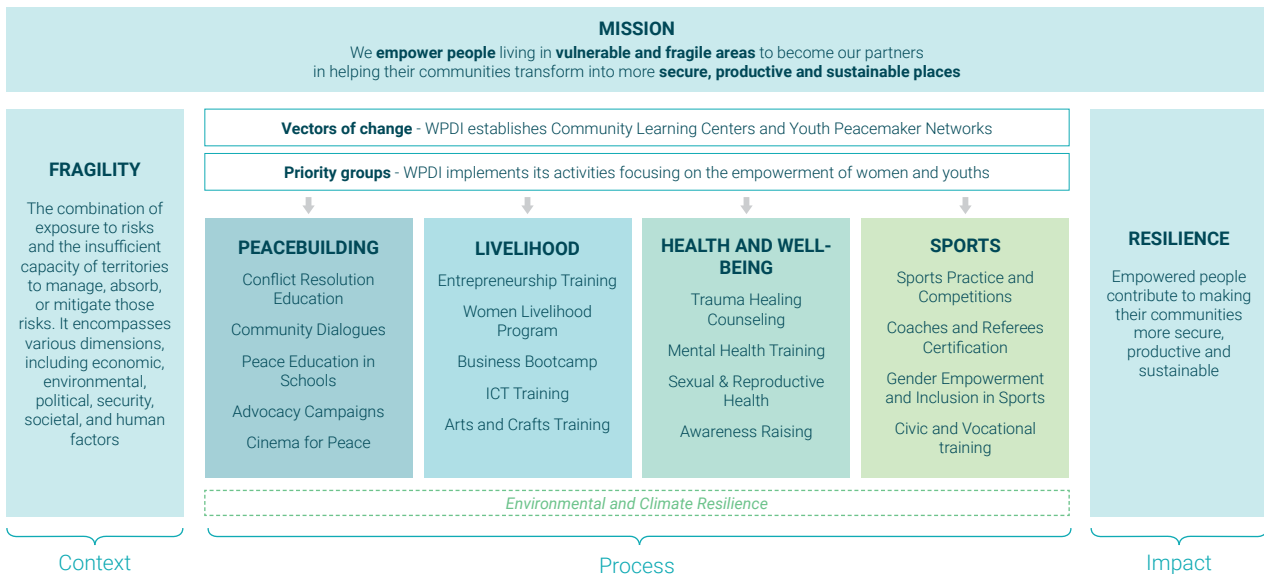 MISSION
We empower people living in vulnerable and fragile areas to become our partners
in helping their communities transform into more secure, productive and sustainable places
FRAGILITY
The combination of
exposure to risks
and the insufficient
capacity of territories
to manage, absorb,
or mitigate those
risks. It encompasses
various dimensions,
including economic,
environmental,
political, security,
societal, and human
factors
Context
Vectors of change - WPDI establishes Community Learning Centers and Youth Peacemaker Networks
Priority groups - WPDI implements its activities focusing on the empowerment of women and youths
PEACEBUILDING
Conflict Resolution
Education
Community Dialogues
Peace Education in
Schools
Advocacy Campaigns
Cinema for Peace
LIVELIHOOD
Entrepreneurship Training
Women Livelihood
Program
Business Bootcamp
ICT Training
Arts and Crafts Training
HEALTH AND WELL-
BEING
Trauma Healing
Counseling
Mental Health Training
Sexual & Reproductive
Health
Awareness Raising
SPORTS
Sports Practice and
Competitions
Coaches and Referees
Certification
Gender Empowerment
and Inclusion in Sports
Civic and Vocational
training
Environmental and Climate Resilience
Process
RESILIENCE
Empowered people
contribute to making
their communities
more secure,
productive and
sustainable
Impact